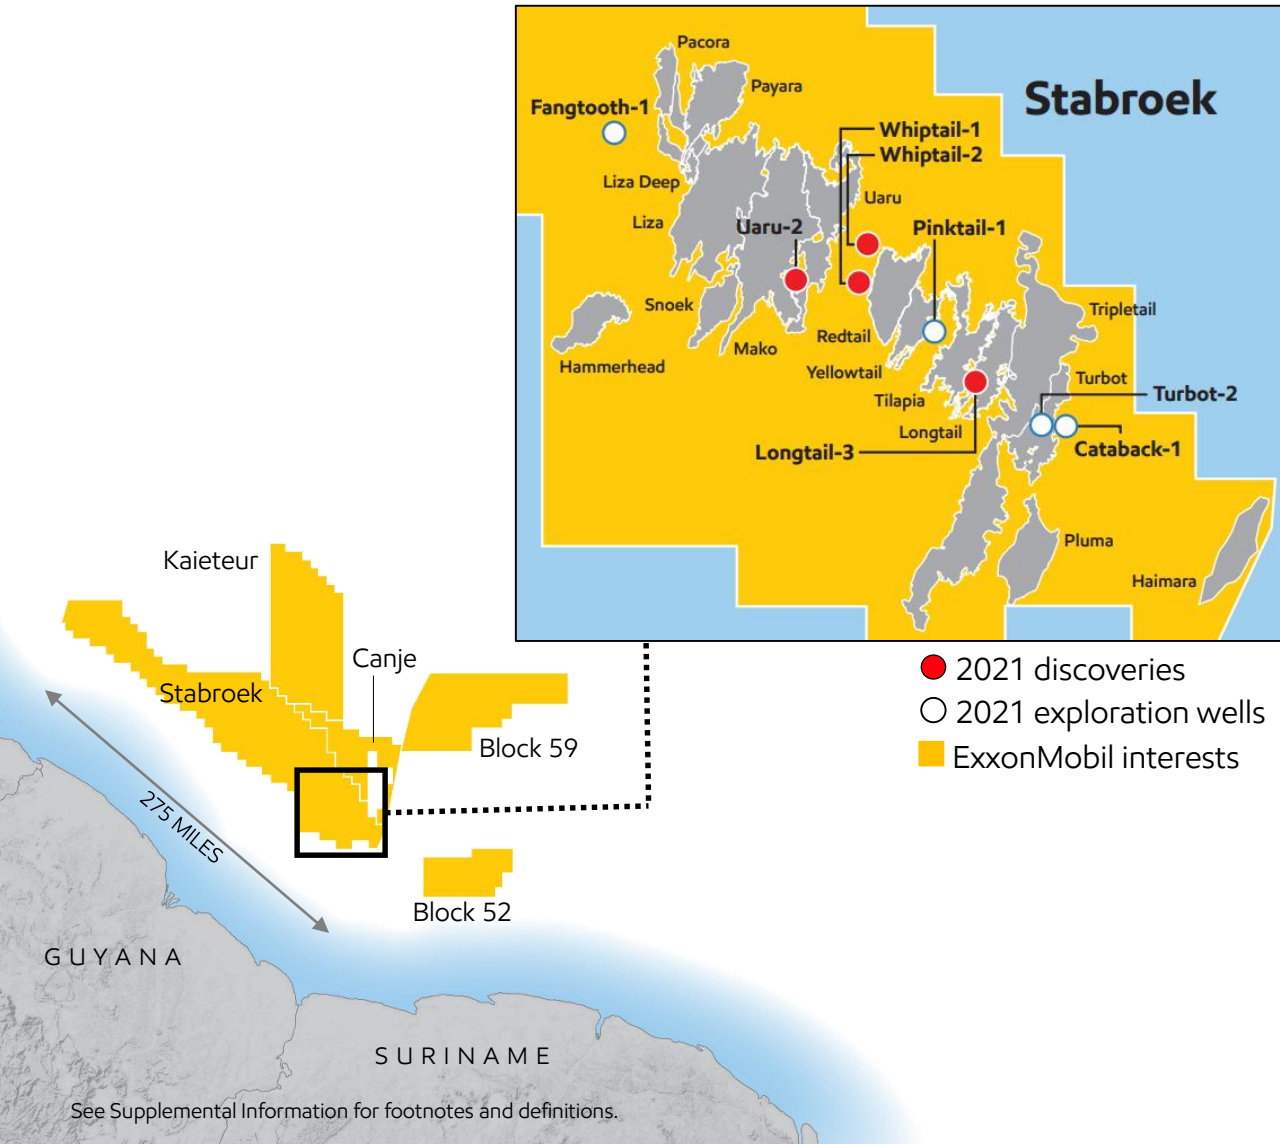 Stabroek
Pacora
Payara
Fangtooth-1
Whiptail-1
Whiptail-2
Liza Deep
Uaru
Liza
Uaru-2
Pinktail-1
Snoek
Tripletail
Redtail
Mako
Hammerhead
Yellowtail
Turbot
Turbot-2
Tilapia
Longtail
Longtail-3
Cataback-1
Pluma
Haimara
Kaieteur
Canje
Stabroek
Block 59
2021 discoveries
2021 exploration wells
ExxonMobil interests
275 MILES
Block 52
GUYANA
SURINAME
See Supplemental Information for footnotes and definitions.